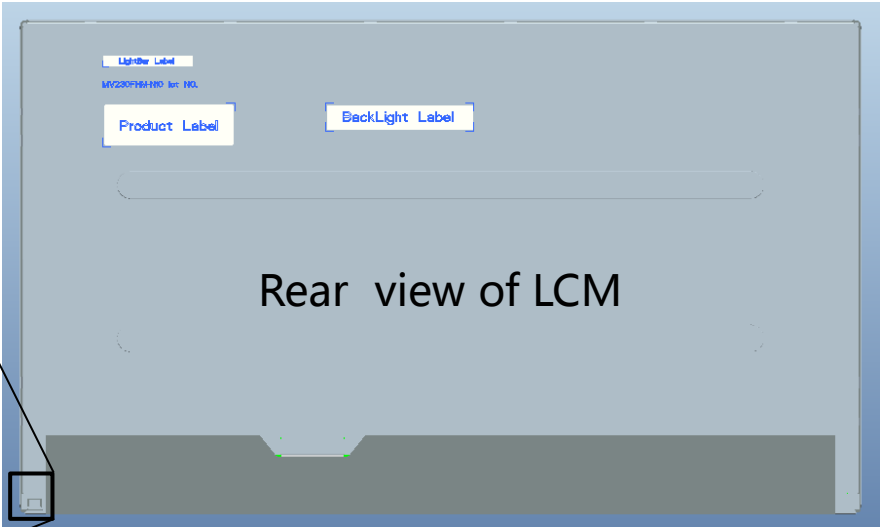 LightBar Label
MV230FHM-N10 lot NO.
Product Label
BackLight Label
Rear view of LCM